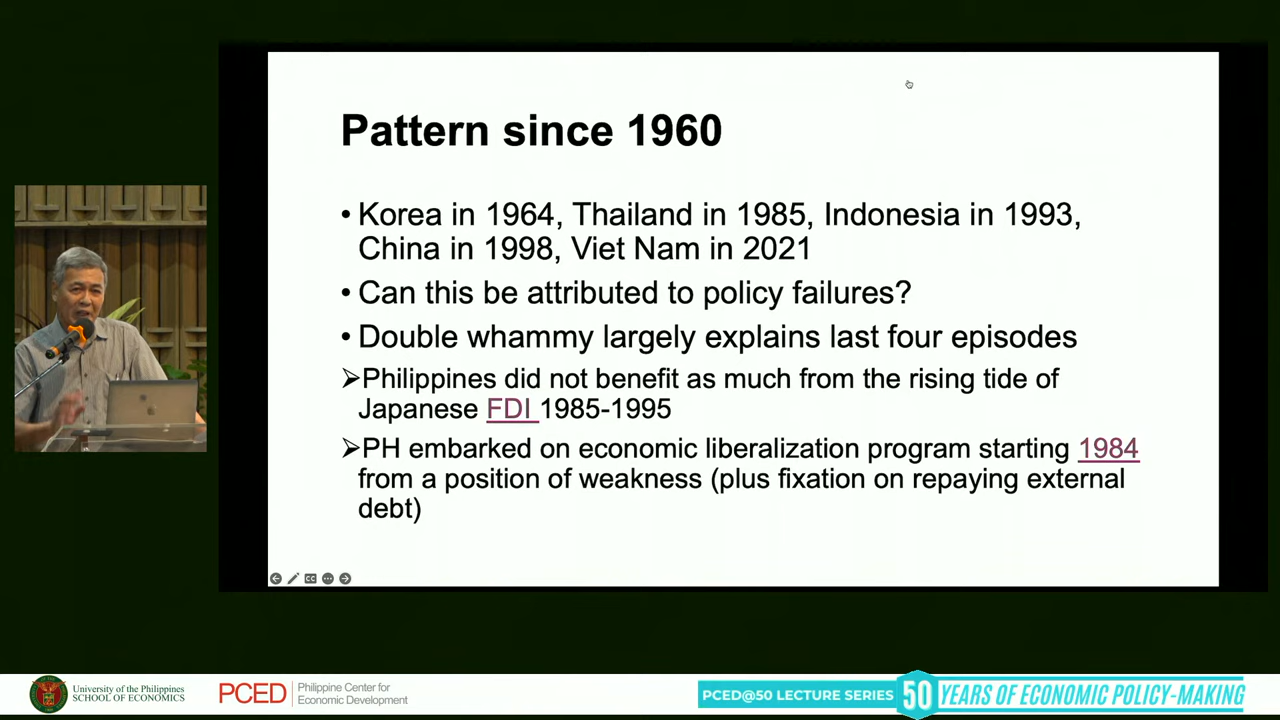 Pattern since 1960
• Korea in 1964, Thailand in 1985, Indonesia in 1993,
China in 1998, Viet Nam in 2021
• Can this be attributed to policy failures?
• Double whammy largely explains last four episodes
➢Philippines did not benefit as much from the rising tide of
Japanese FDI 1985-1995
➢PH embarked on economic liberalization program starting 1984
from a position of weakness (plus fixation on repaying external
debt)
University of the Philippines
SCHOOL OF ECONOMICS
PCED
Philippine Center for
Economic Development
PCED@50 LECTURE SERIES
50 YEARS OF ECONOMIC POLICY-MAKING